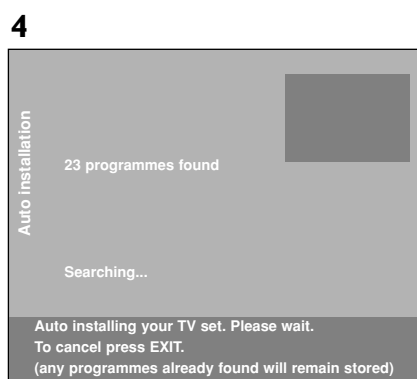 4
Auto installation
23 programmes found
Searching...
Auto installing your TV set. Please wait.
To cancel press EXIT.
(any programmes already found will remain stored)